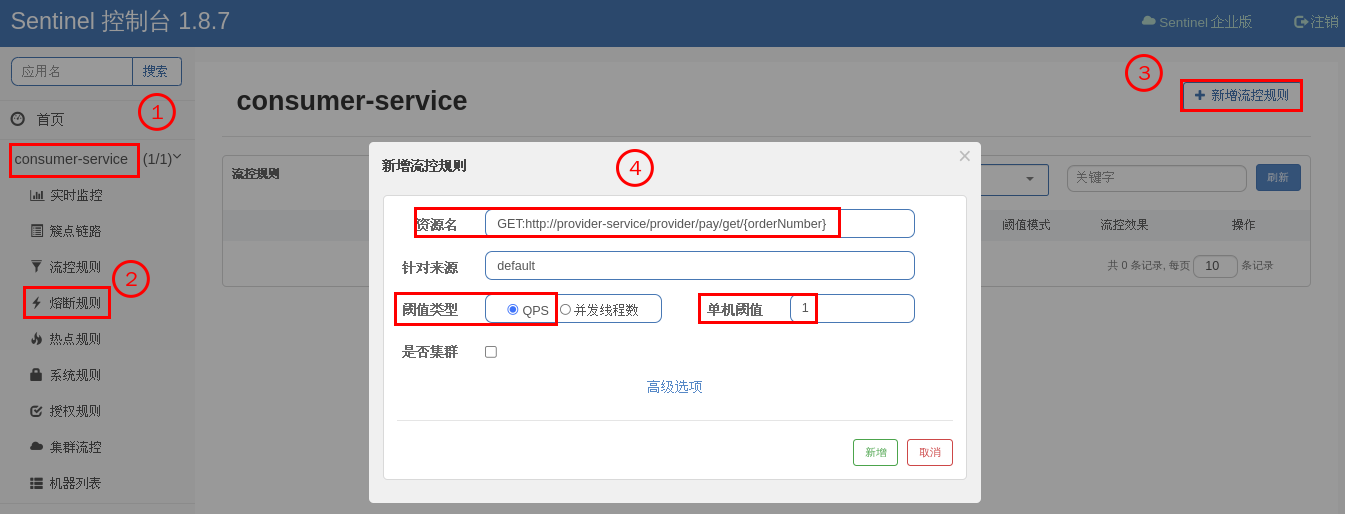 Sentinel 控制台 1.8.7
Sentinel 企业版
注销
应用名
搜索
1
首页
consumer-service (1/1)
实时监控
簇点链路
流控规则
2
熔断规则
热点规则
系统规则
授权规则
集群流控
机器列表
consumer-service
3
新增流控规则
流控规则
关键字
刷新
阈值模式
流控效果
操作
共 0 条记录, 每页 10 条记录
新增流控规则
4
×
资源名 GET:http://provider-service/provider/pay/get/{orderNumber}
针对来源 default
阈值类型 QPS 并发线程数 单机阈值 1
是否集群
高级选项
新增 取消